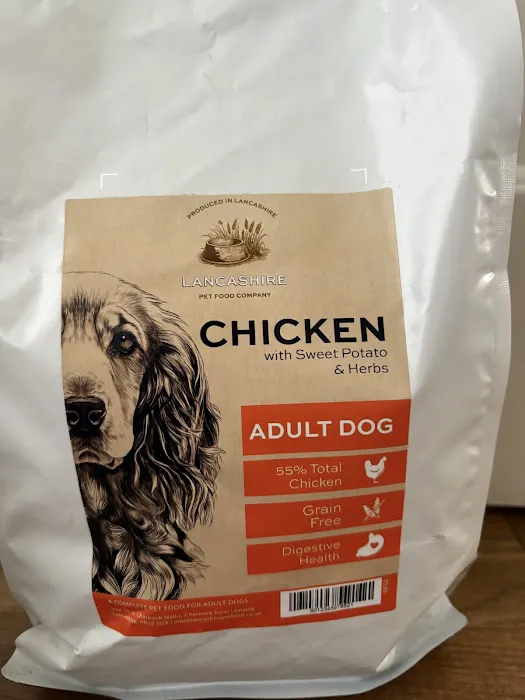 PRODUCED IN LANCASHIRE
LANCASHIRE
PET FOOD COMPANY
CHICKEN
with Sweet Potato
& Herbs
ADULT DOG
55% Total
Chicken
Grain
Free
Digestive
Health
A COMPLETE PET FOOD FOR ADULT DOGS